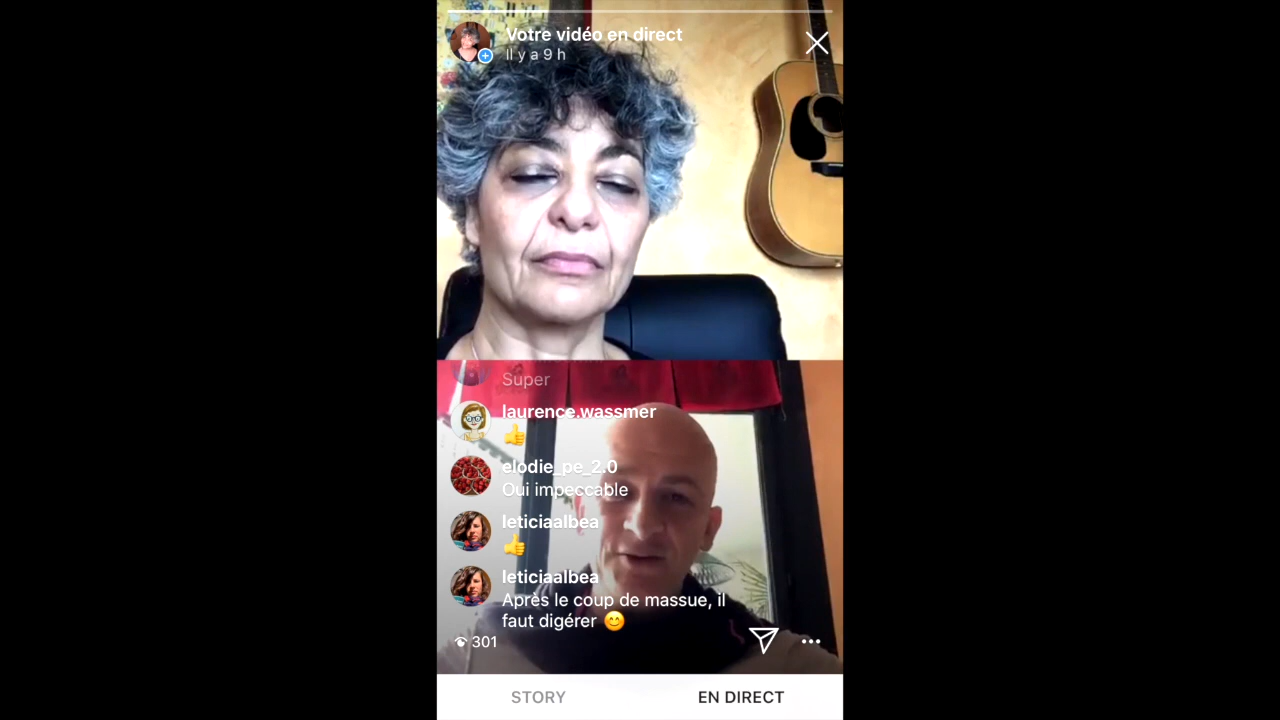 Votre vidéo en direct
Il y a 9 h
Super
laurence.wassmer
👍
elodie_pe_2.0
Oui impeccable
leticiaalbea
👍
leticiaalbea
Après le coup de massue, il
faut digérer 😊
301
STORY
EN DIRECT